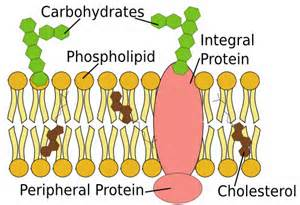 Carbohydrates
Phospholipid
Integral
Protein
Peripheral Protein
Cholesterol